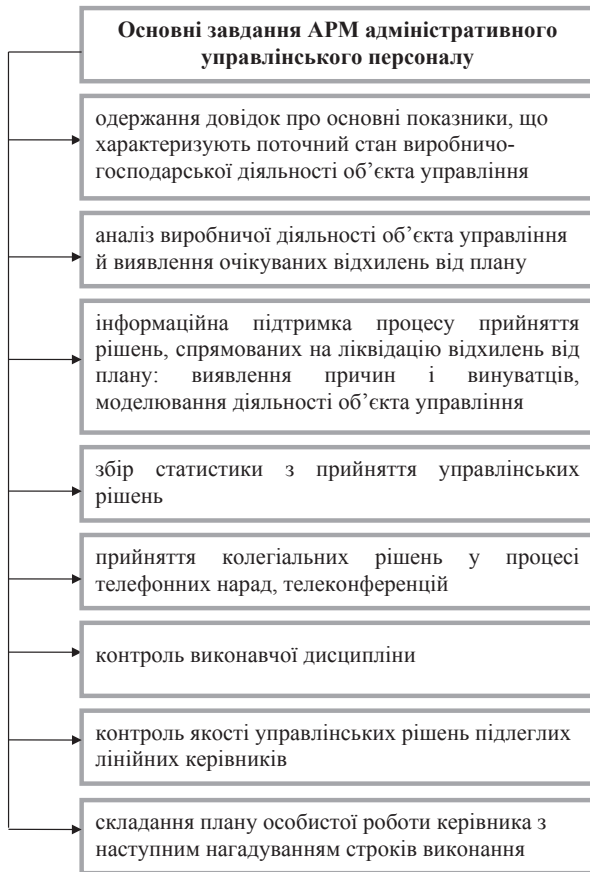 Основні завдання АРМ адміністративного
управлінського персоналу
одержання довідок про основні показники, що
характеризують поточний стан виробничо-
господарської діяльності об’єкта управління
аналіз виробничої діяльності об’єкта управління
й виявлення очікуваних відхилень від плану
інформаційна підтримка процесу прийняття
рішень, спрямованих на ліквідацію відхилень від
плану: виявлення причин і винуватців,
моделювання діяльності об’єкта управління
збір статистики з прийняття управлінських
рішень
прийняття колегіальних рішень у процесі
телефонних нарад, телеконференцій
контроль виконавчої дисципліни
контроль якості управлінських рішень підлеглих
лінійних керівників
складання плану особистої роботи керівника з
наступним нагадуванням строків виконання